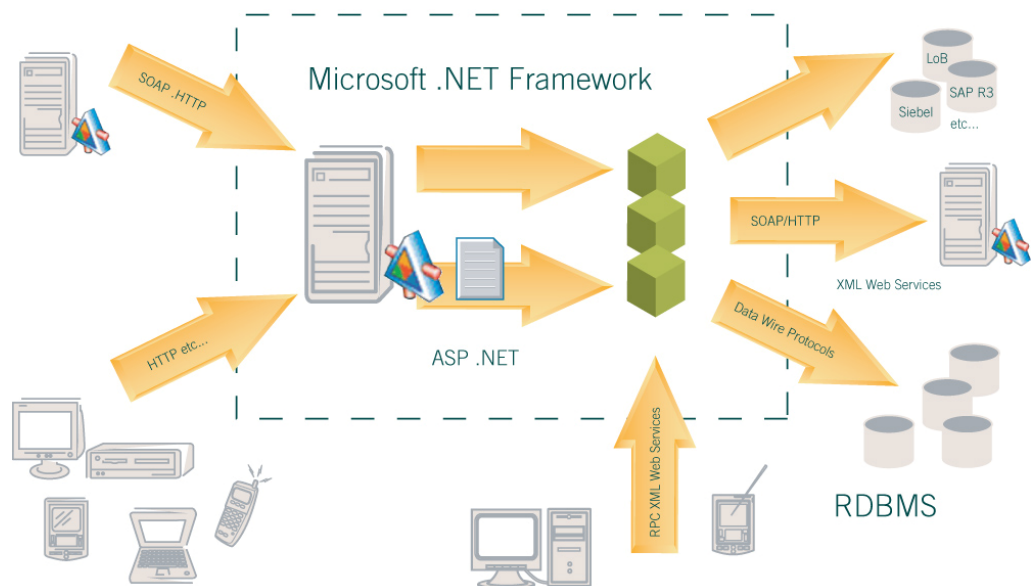 Microsoft .NET Framework
SOAP .HTTP
LoB
SAP R3
Siebel
etc...
SOAP/HTTP
XML Web Services
Data Wire Protocols
HTTP etc...
ASP .NET
RPC XML Web Services
RDBMS